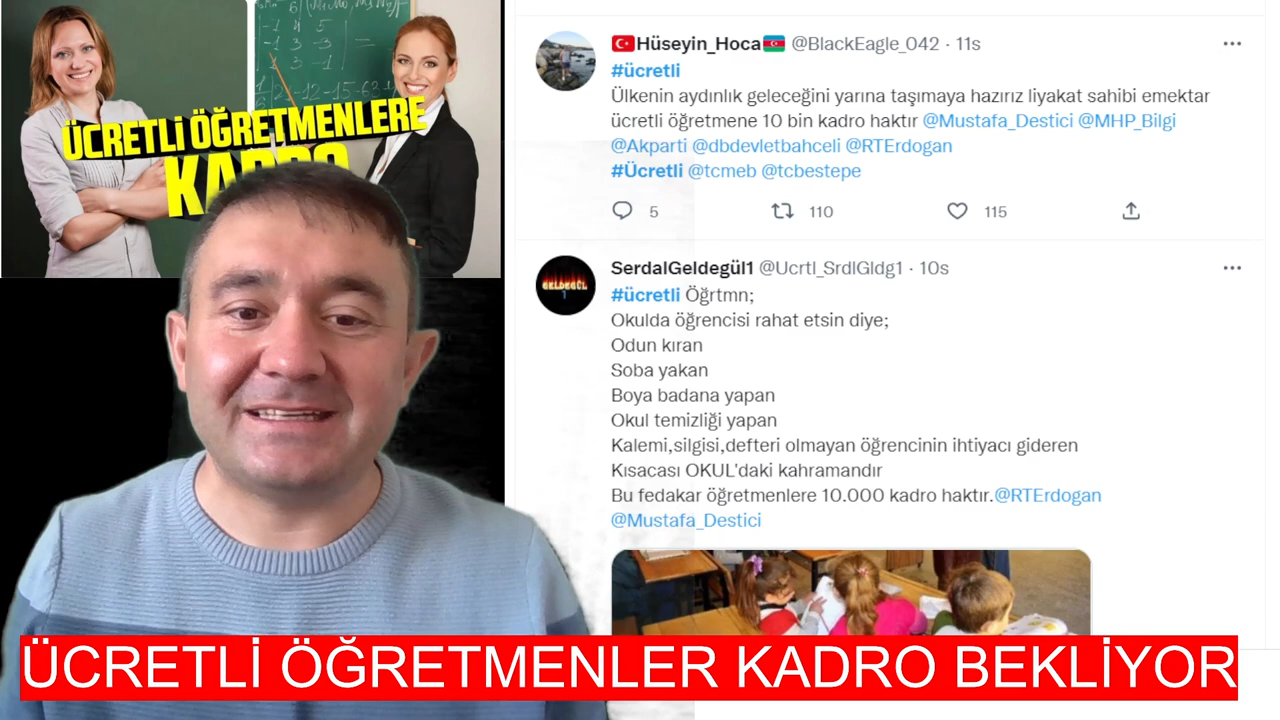 ÜCRETLİ ÖĞRETMENLERE
Hüseyin_Hoca @BlackEagle_042 · 11s
#ücretli
Ülkenin aydınlık geleceğini yarına taşımaya hazırız liyakat sahibi emektar
ücretli öğretmene 10 bin kadro haktır @Mustafa_Destici @MHP_Bilgi
@Akparti @dbdevletbahceli @RTErdogan
#Ücretli @tcmeb @tcbestepe
5 110 115
SerdalGeldegül1 @Ucrtl_SrdlGldg1 · 10s
#ücretli Öğrtmn;
Okulda öğrencisi rahat etsin diye;
Odun kıran
Soba yakan
Boya badana yapan
Okul temizliği yapan
Kalemi,silgisi,defteri olmayan öğrencinin ihtiyacı gideren
Kısacası OKUL'daki kahramandır
Bu fedakar öğretmenlere 10.000 kadro haktır.@RTErdogan
@Mustafa_Destici
GELDEGÜL
1
ÜCRETLİ ÖĞRETMENLER KADRO BEKLİYOR